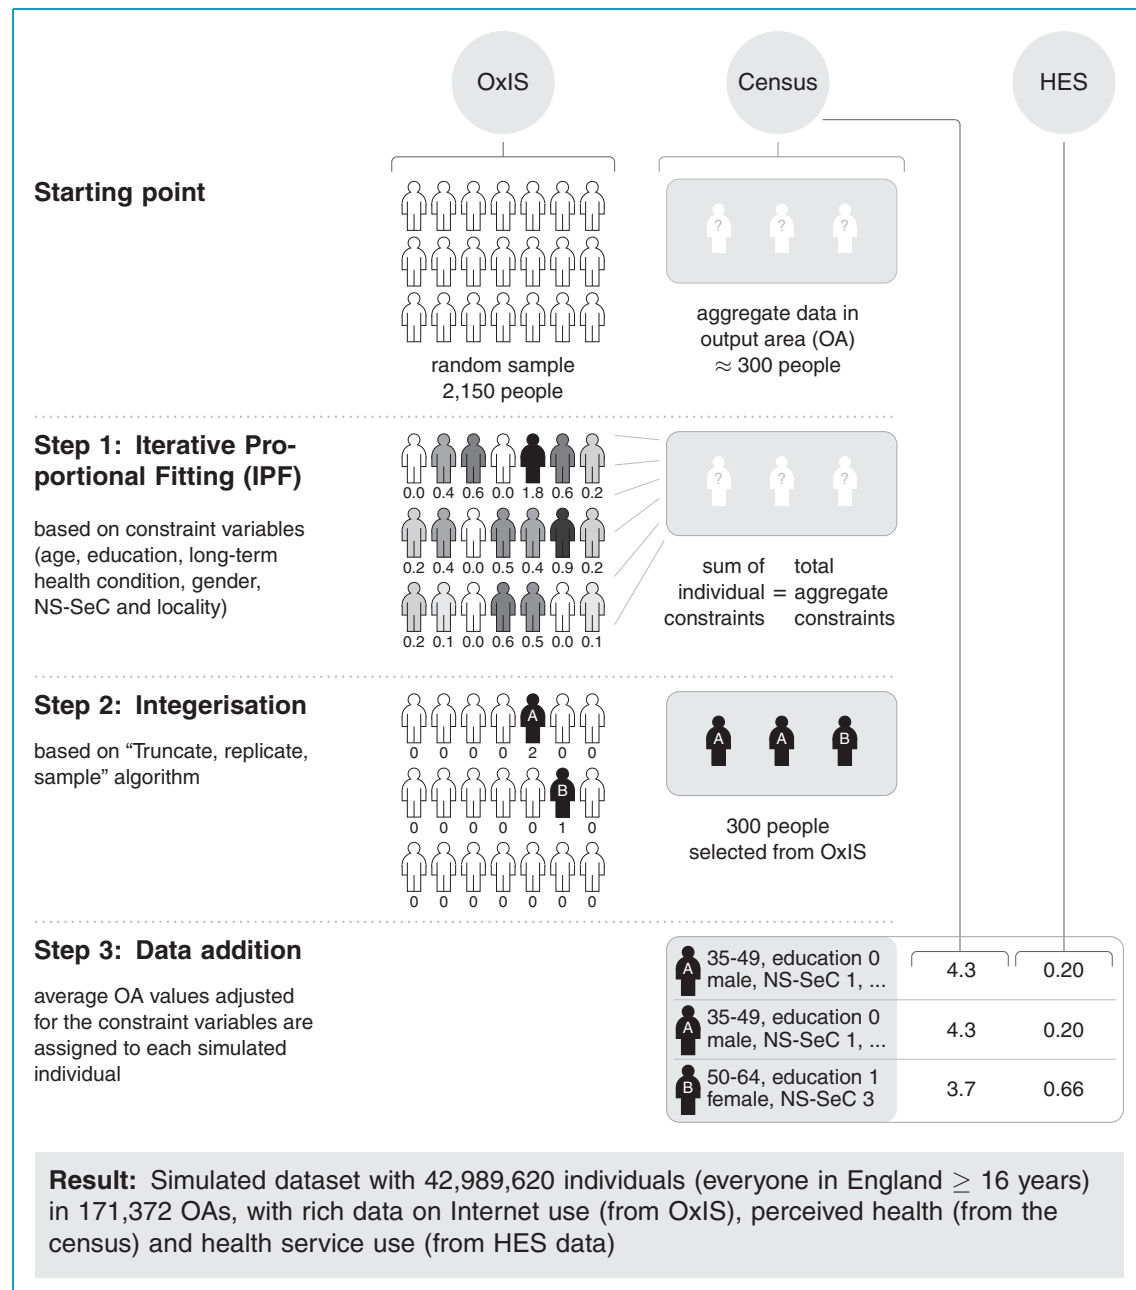 OxIS
Census
HES
Starting point
? ? ?
random sample
2,150 people
aggregate data in
output area (OA)
≈ 300 people
Step 1: Iterative Pro-
portional Fitting (IPF)
based on constraint variables
(age, education, long-term
health condition, gender,
NS-SeC and locality)
0.0 0.4 0.6 0.0 1.8 0.6 0.2
0.2 0.4 0.0 0.5 0.4 0.9 0.2
0.2 0.1 0.0 0.6 0.5 0.0 0.1
? ? ?
sum of
individual
constraints
=
total
aggregate
constraints
Step 2: Integerisation
based on “Truncate, replicate,
sample” algorithm
A
0 0 0 0 2 0 0
B
0 0 0 0 0 1 0
0 0 0 0 0 0 0
A A B
300 people
selected from OxIS
Step 3: Data addition
average OA values adjusted
for the constraint variables are
assigned to each simulated
individual
A 35-49, education 0
male, NS-SeC 1, ...
4.3 0.20
A 35-49, education 0
male, NS-SeC 1, ...
4.3 0.20
B 50-64, education 1
female, NS-SeC 3
3.7 0.66
Result: Simulated dataset with 42,989,620 individuals (everyone in England ≥ 16 years)
in 171,372 OAs, with rich data on Internet use (from OxIS), perceived health (from the
census) and health service use (from HES data)